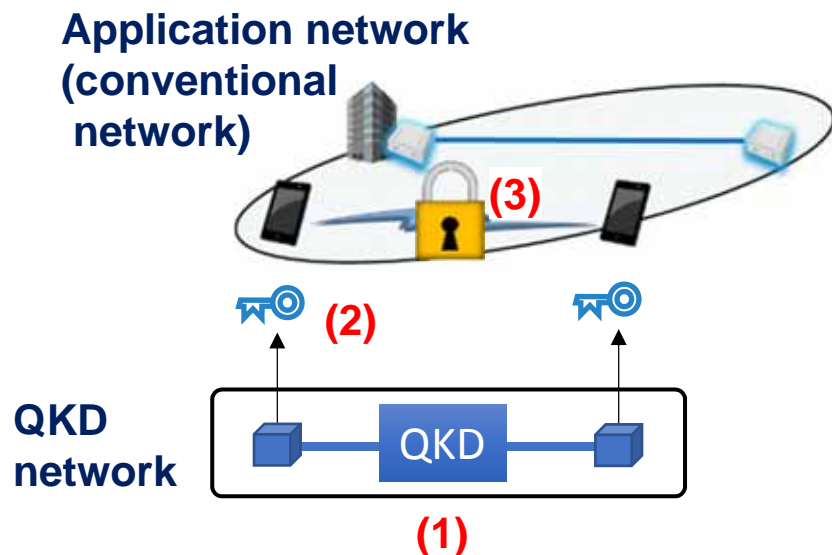 Application network
(conventional
network)
(3)
(2)
QKD
network
QKD
(1)